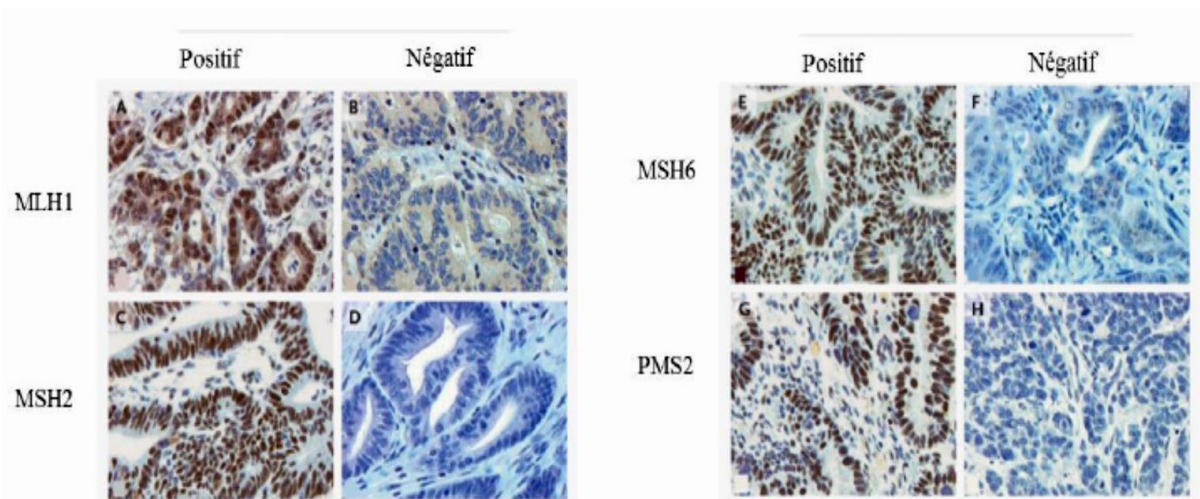 Positif
Négatif
A
B
MLH1
C
D
MSH2
Positif
Négatif
E
F
MSH6
G
H
PMS2